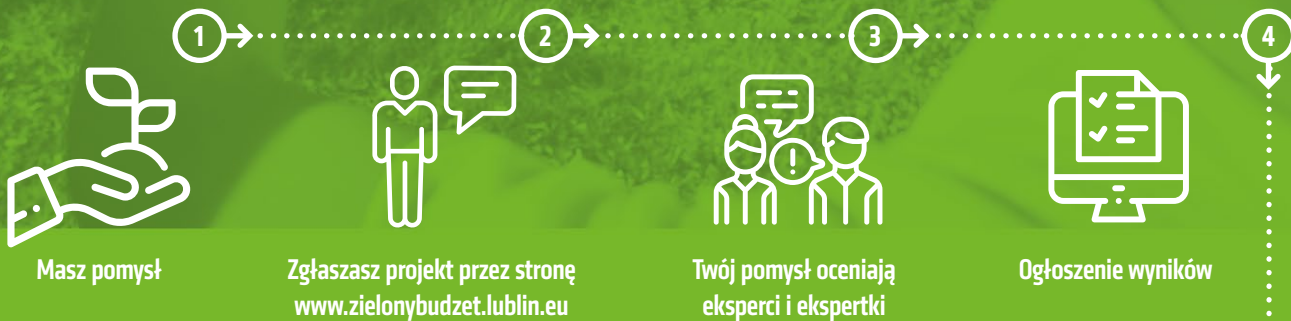 1
2
3
4
Masz pomysł
Zgłaszasz projekt przez stronę
www.zielonybudzet.lublin.eu
Twój pomysł oceniają
eksperci i ekspertki
Ogłoszenie wyników